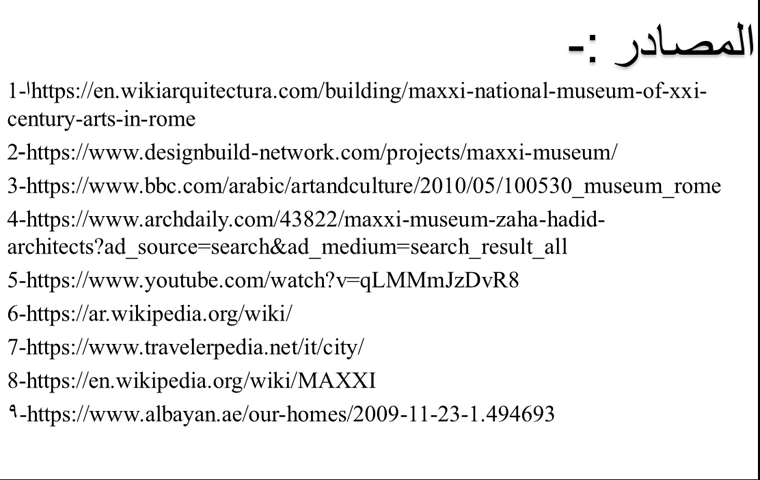 المصادر :-
1-اhttps://en.wikiarquitectura.com/building/maxxi-national-museum-of-xxi-
century-arts-in-rome
2-https://www.designbuild-network.com/projects/maxxi-museum/
3-https://www.bbc.com/arabic/artandculture/2010/05/100530_museum_rome
4-https://www.archdaily.com/43822/maxxi-museum-zaha-hadid-
architects?ad_source=search&ad_medium=search_result_all
5-https://www.youtube.com/watch?v=qLMMmJzDvR8
6-https://ar.wikipedia.org/wiki/
7-https://www.travelerpedia.net/it/city/
8-https://en.wikipedia.org/wiki/MAXXI
٩-https://www.albayan.ae/our-homes/2009-11-23-1.494693